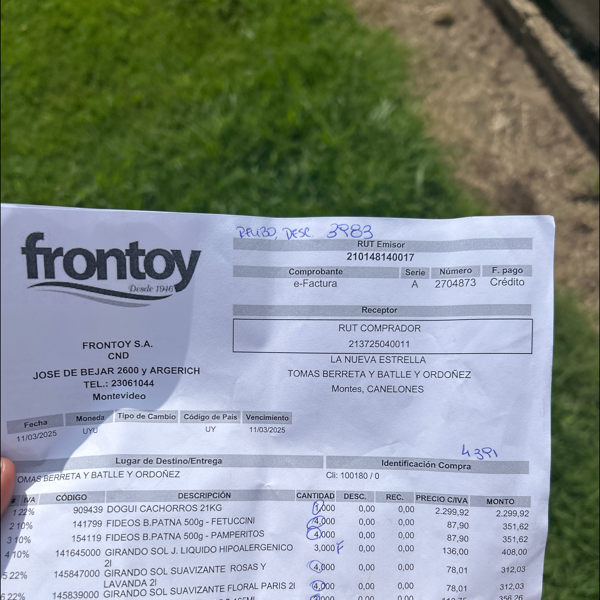 DESC. 3983
frontoy
Desde 1946
RUT Emisor
210148140017
Comprobante Serie Número F. pago
e-Factura A 2704873 Crédito
Receptor
RUT COMPRADOR
213725040011
LA NUEVA ESTRELLA
TOMAS BERRETA Y BATLLE Y ORDOÑEZ
Montes, CANELONES
FRONTOY S.A.
CND
JOSE DE BEJAR 2600 y ARGERICH
TEL.: 23061044
Montevideo
Fecha Moneda Tipo de Cambio Código de País Vencimiento
11/03/2025 UYU UY 11/03/2025
4391
Lugar de Destino/Entrega Identificación Compra
OMAS BERRETA Y BATLLE Y ORDOÑEZ Cli: 100180 / 0
# IVA CÓDIGO DESCRIPCIÓN CANTIDAD DESC. REC. PRECIO C/IVA MONTO
1 22% 909439 DOGUI CACHORROS 21KG 1,000 0,00 0,00 2.299,92 2.299,92
2 10% 141799 FIDEOS B.PATNA 500g - FETUCCINI 4,000 0,00 0,00 87,90 351,62
3 10% 154119 FIDEOS B.PATNA 500g - PAMPERITOS 4,000 0,00 0,00 87,90 351,62
4 10% 141645000 GIRANDO SOL J. LIQUIDO HIPOALERGENICO 3,000 F 0,00 0,00 136,00 408,00
2l
5 22% 145847000 GIRANDO SOL SUAVIZANTE ROSAS Y 4,000 0,00 0,00 78,01 312,03
LAVANDA 2l
6 22% 145839000 GIRANDO SOL SUAVIZANTE FLORAL PARIS 2l 4,000 0,00 0,00 78,01 312,03